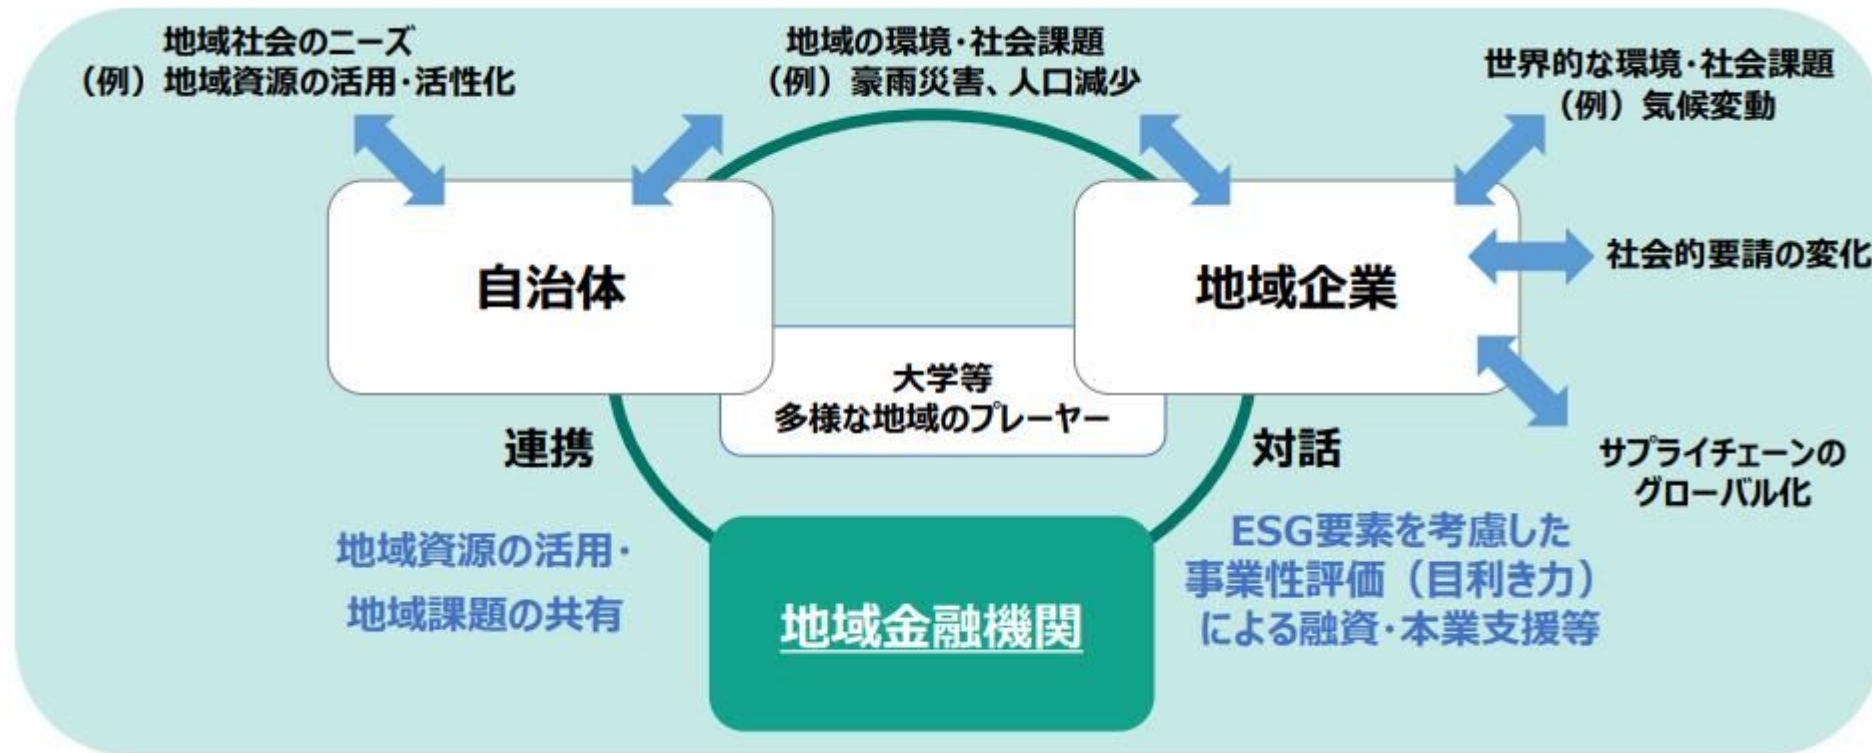 地域社会のニーズ
（例）地域資源の活用・活性化
地域の環境・社会課題
（例）豪雨災害、人口減少
世界的な環境・社会課題
（例）気候変動
自治体
地域企業
社会的要請の変化
大学等
多様な地域のプレーヤー
連携
対話
サプライチェーンの
グローバル化
地域資源の活用・
地域課題の共有
地域金融機関
ESG要素を考慮した
事業性評価（目利き力）
による融資・本業支援等